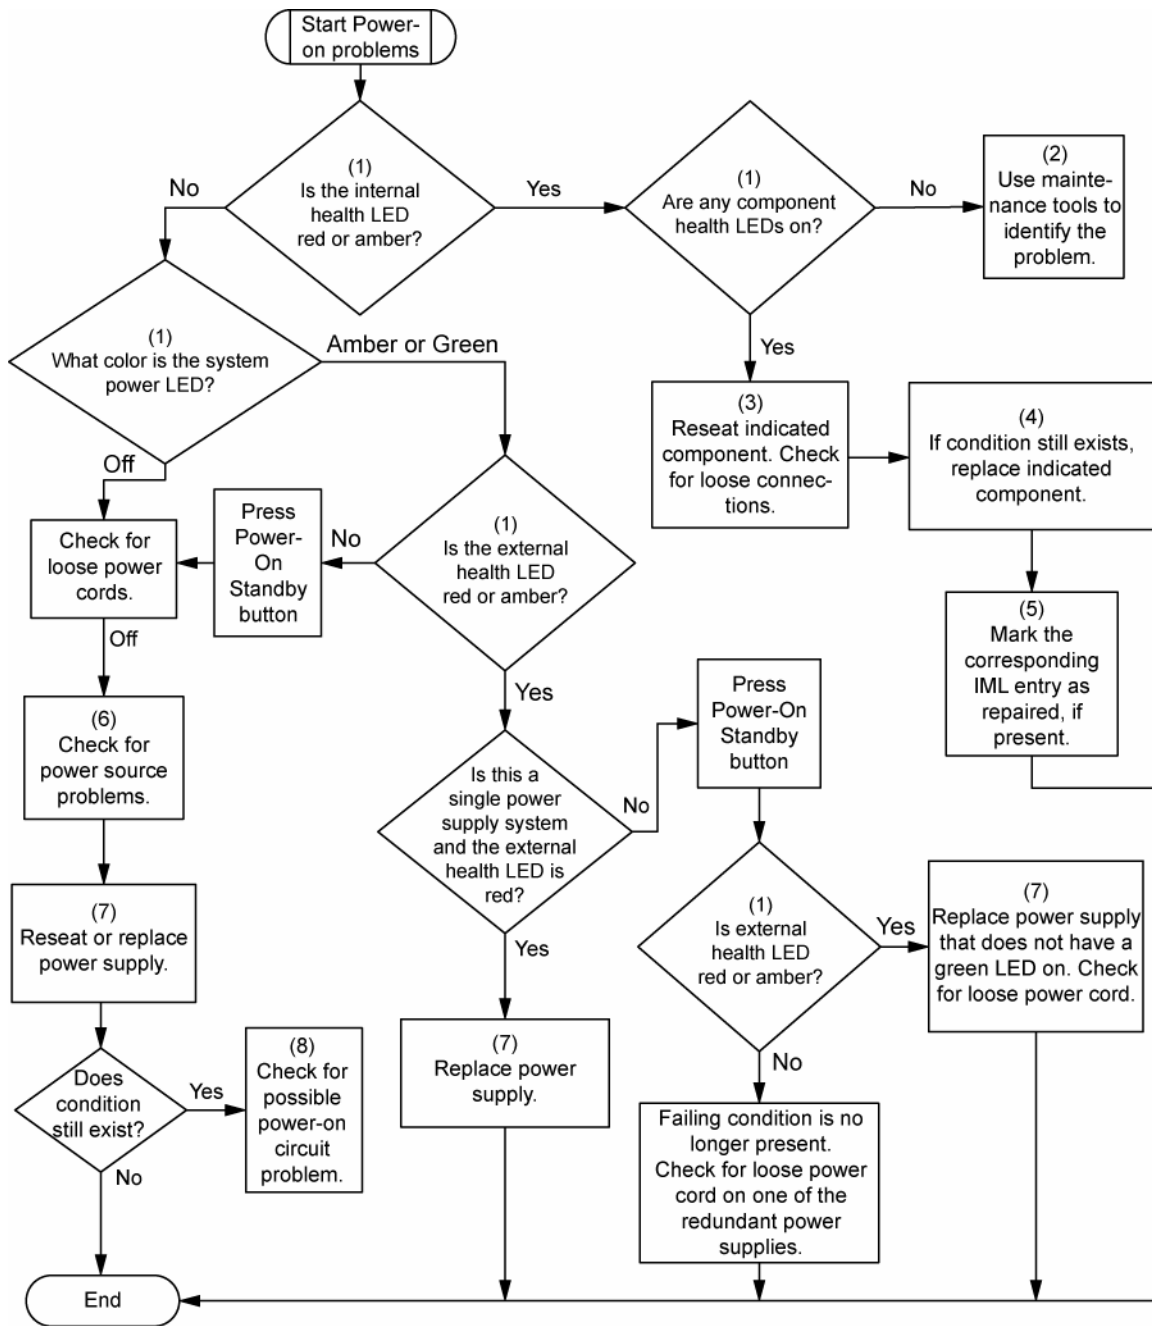 Start Power-
on problems
(1)
Is the internal
health LED
red or amber?
No
Yes
(1)
Are any component
health LEDs on?
No
(2)
Use mainte-
nance tools to
identify the
problem.
(1)
What color is the system
power LED?
Amber or Green
Yes
(3)
Reseat indicated
component. Check
for loose connec-
tions.
(4)
If condition still exists,
replace indicated
component.
Off
Check for
loose power
cords.
Press
Power-
On
Standby
button
No
(1)
Is the external
health LED
red or amber?
(5)
Mark the
corresponding
IML entry as
repaired, if
present.
Off
Yes
(6)
Check for
power source
problems.
Is this a
single power
supply system
and the external
health LED is
red?
No
Press
Power-On
Standby
button
(7)
Reseat or replace
power supply.
Yes
(1)
Is external
health LED
red or amber?
Yes
(7)
Replace power supply
that does not have a
green LED on. Check
for loose power cord.
Does
condition
still exist?
Yes
(8)
Check for
possible
power-on
circuit
problem.
(7)
Replace power
supply.
No
Failing condition is no
longer present.
Check for loose power
cord on one of the
redundant power
supplies.
No
End